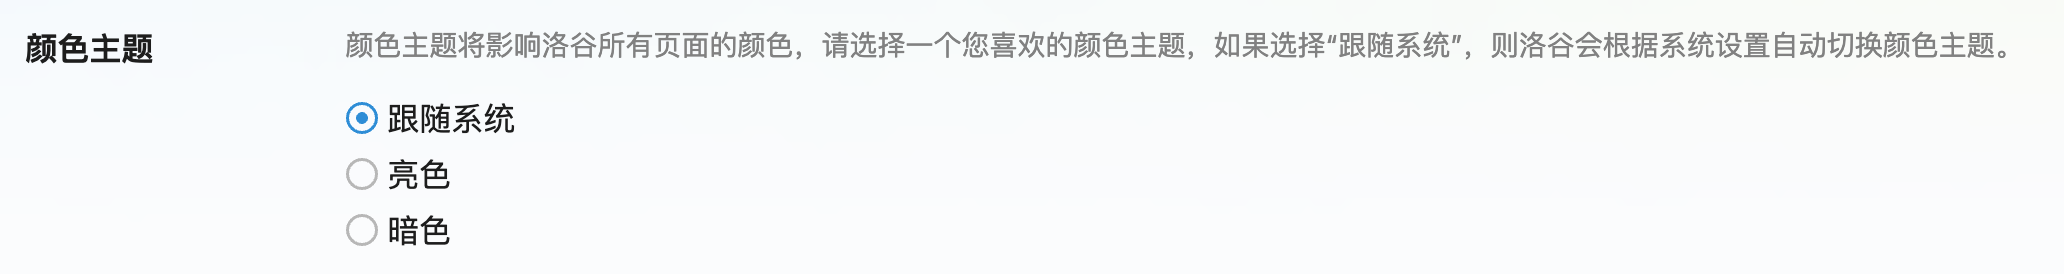 颜色主题
颜色主题将影响洛谷所有页面的颜色，请选择一个您喜欢的颜色主题，如果选择“跟随系统”，则洛谷会根据系统设置自动切换颜色主题。
跟随系统
亮色
暗色